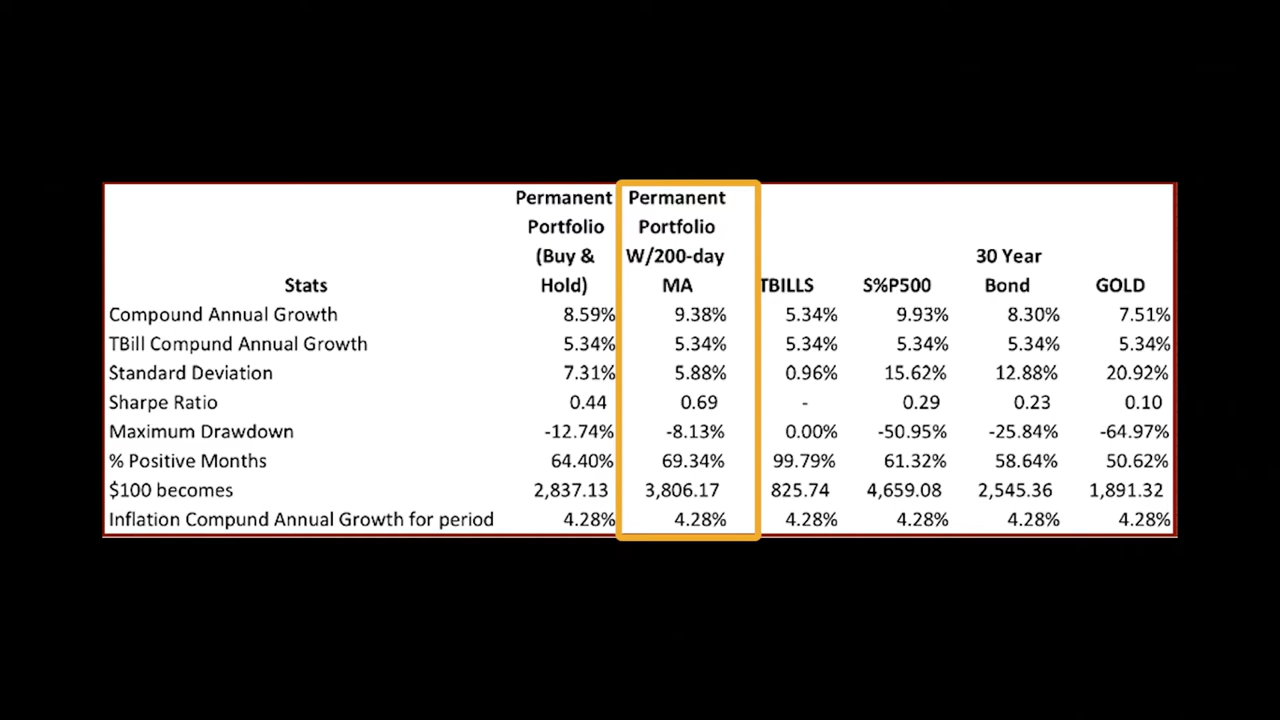 Permanent Permanent
Portfolio Portfolio
(Buy & W/200-day 30 Year
Stats Hold) MA TBILLS S%P500 Bond GOLD
Compound Annual Growth 8.59% 9.38% 5.34% 9.93% 8.30% 7.51%
TBill Compund Annual Growth 5.34% 5.34% 5.34% 5.34% 5.34% 5.34%
Standard Deviation 7.31% 5.88% 0.96% 15.62% 12.88% 20.92%
Sharpe Ratio 0.44 0.69 - 0.29 0.23 0.10
Maximum Drawdown -12.74% -8.13% 0.00% -50.95% -25.84% -64.97%
% Positive Months 64.40% 69.34% 99.79% 61.32% 58.64% 50.62%
$100 becomes 2,837.13 3,806.17 825.74 4,659.08 2,545.36 1,891.32
Inflation Compund Annual Growth for period 4.28% 4.28% 4.28% 4.28% 4.28% 4.28%